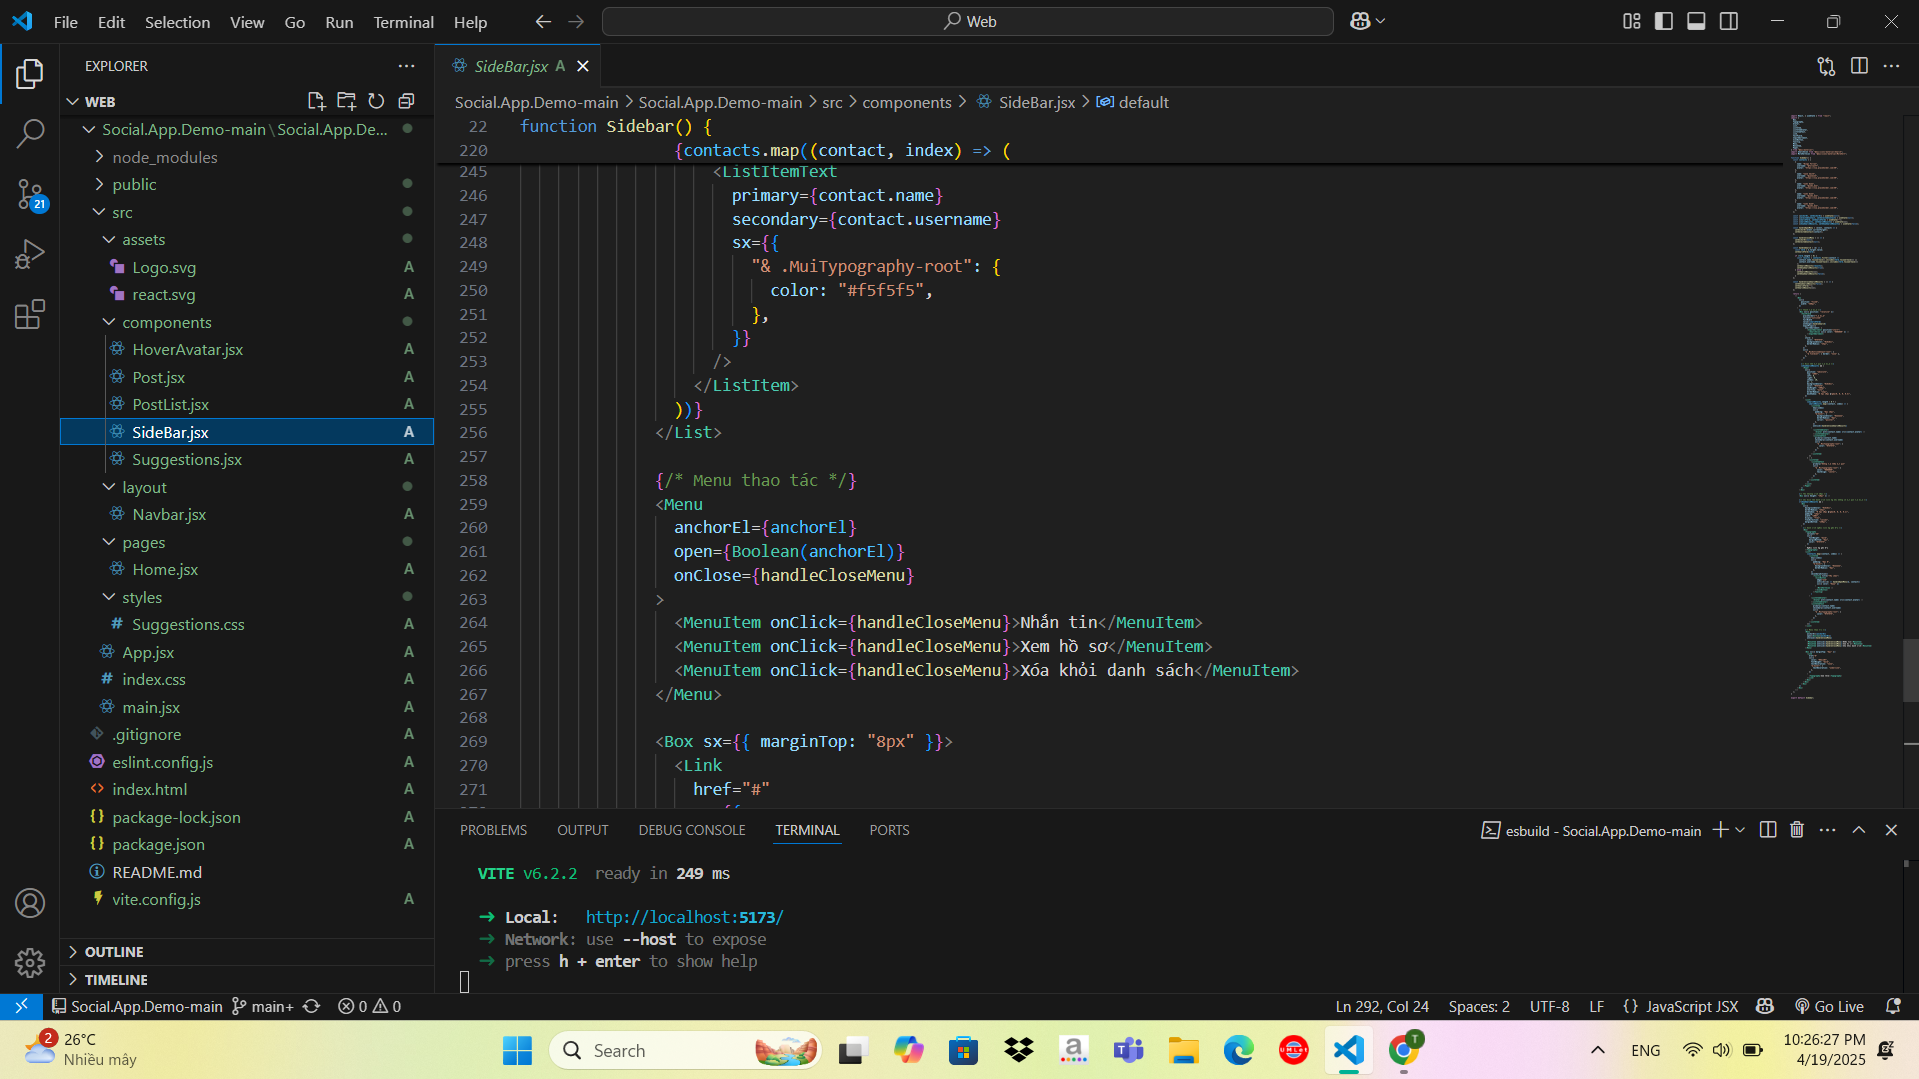 File Edit Selection View Go Run Terminal Help
Web
EXPLORER
WEB
Social.App.Demo-main\Social.App.De...
node_modules
public
src
assets
Logo.svg A
react.svg A
components
HoverAvatar.jsx A
Post.jsx A
PostList.jsx A
SideBar.jsx A
Suggestions.jsx A
layout
Navbar.jsx A
pages
Home.jsx A
styles
Suggestions.css A
App.jsx A
index.css A
main.jsx A
.gitignore A
eslint.config.js A
index.html A
package-lock.json A
package.json A
README.md
vite.config.js A
OUTLINE
TIMELINE
21
SideBar.jsx A
Social.App.Demo-main > Social.App.Demo-main > src > components > SideBar.jsx > default
22 function Sidebar() {
220 {contacts.map((contact, index) => (
245 <ListItemText
246 primary={contact.name}
247 secondary={contact.username}
248 sx={{
249 "& .MuiTypography-root": {
250 color: "#f5f5f5",
251 },
252 }}
253 />
254 </ListItem>
255 ))}
256 </List>
257
258 {/* Menu thao tác */}
259 <Menu
260 anchorEl={anchorEl}
261 open={Boolean(anchorEl)}
262 onClose={handleCloseMenu}
263 >
264 <MenuItem onClick={handleCloseMenu}>Nhắn tin</MenuItem>
265 <MenuItem onClick={handleCloseMenu}>Xem hồ sơ</MenuItem>
266 <MenuItem onClick={handleCloseMenu}>Xóa khỏi danh sách</MenuItem>
267 </Menu>
268
269 <Box sx={{ marginTop: "8px" }}>
270 <Link
271 href="#"
PROBLEMS OUTPUT DEBUG CONSOLE TERMINAL PORTS
esbuild - Social.App.Demo-main
VITE v6.2.2 ready in 249 ms
➜ Local: http://localhost:5173/
➜ Network: use --host to expose
➜ press h + enter to show help
Social.App.Demo-main main+ 0 0
Ln 292, Col 24 Spaces: 2 UTF-8 LF {} JavaScript JSX Go Live
2
26°C
Nhiều mây
Search
a
UMLet
T
ENG
10:26:27 PM
4/19/2025